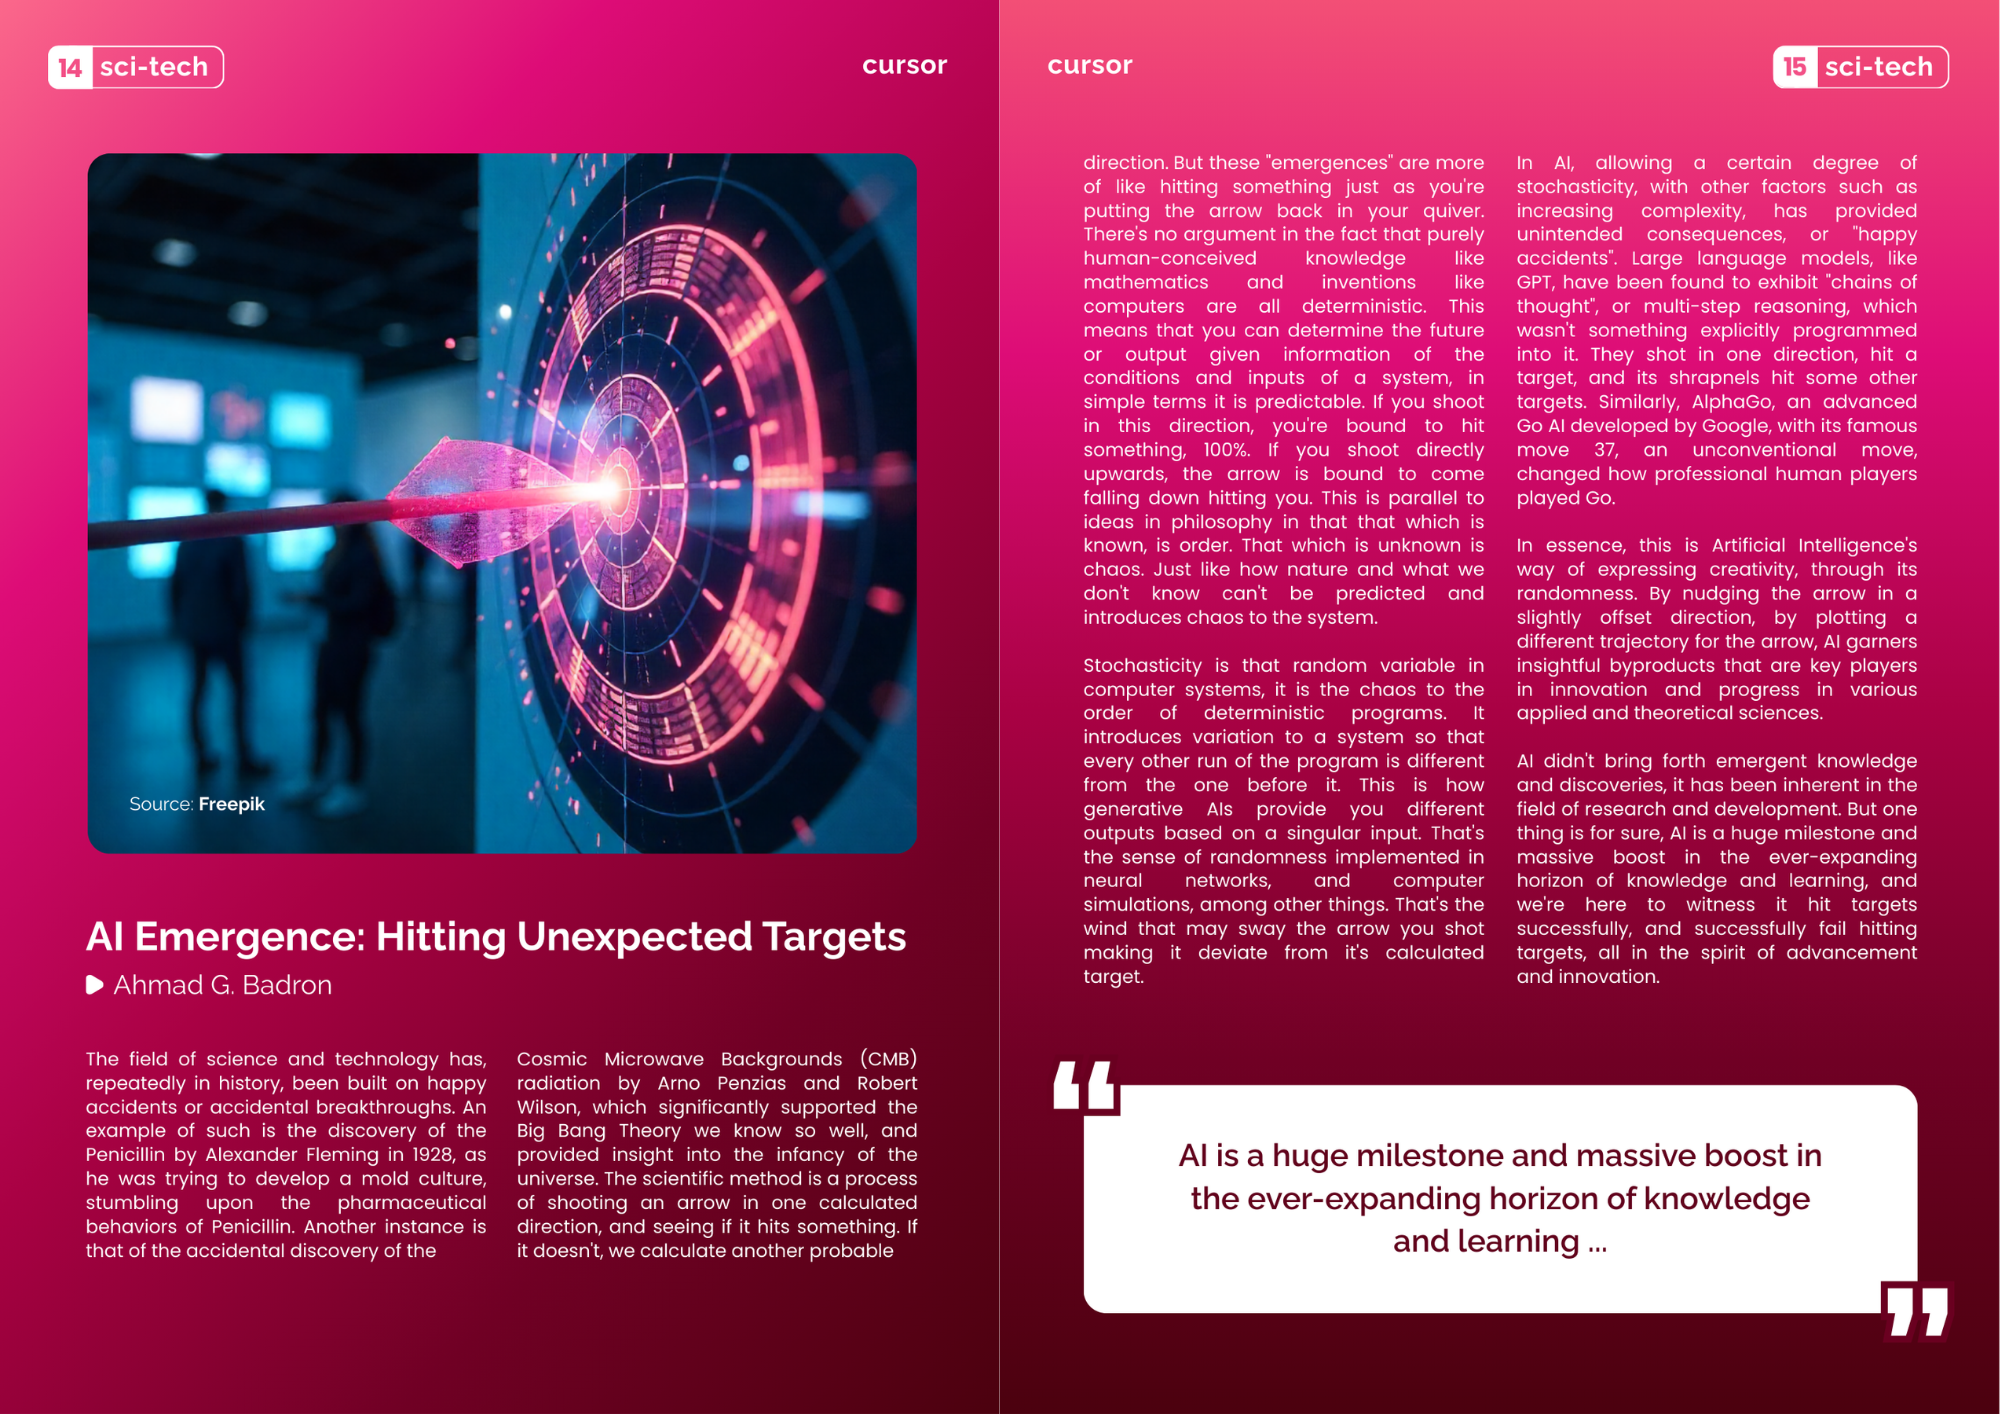 14 sci-tech
cursor
Source: Freepik
AI Emergence: Hitting Unexpected Targets
Ahmad G. Badron
The field of science and technology has,
repeatedly in history, been built on happy
accidents or accidental breakthroughs. An
example of such is the discovery of the
Penicillin by Alexander Fleming in 1928, as
he was trying to develop a mold culture,
stumbling upon the pharmaceutical
behaviors of Penicillin. Another instance is
that of the accidental discovery of the
Cosmic Microwave Backgrounds (CMB)
radiation by Arno Penzias and Robert
Wilson, which significantly supported the
Big Bang Theory we know so well, and
provided insight into the infancy of the
universe. The scientific method is a process
of shooting an arrow in one calculated
direction, and seeing if it hits something. If
it doesn't, we calculate another probable
cursor
15 sci-tech
direction. But these "emergences" are more
of like hitting something just as you're
putting the arrow back in your quiver.
There's no argument in the fact that purely
human-conceived knowledge like
mathematics and inventions like
computers are all deterministic. This
means that you can determine the future
or output given information of the
conditions and inputs of a system, in
simple terms it is predictable. If you shoot
in this direction, you're bound to hit
something, 100%. If you shoot directly
upwards, the arrow is bound to come
falling down hitting you. This is parallel to
ideas in philosophy in that that which is
known, is order. That which is unknown is
chaos. Just like how nature and what we
don't know can't be predicted and
introduces chaos to the system.
Stochasticity is that random variable in
computer systems, it is the chaos to the
order of deterministic programs. It
introduces variation to a system so that
every other run of the program is different
from the one before it. This is how
generative AIs provide you different
outputs based on a singular input. That's
the sense of randomness implemented in
neural networks, and computer
simulations, among other things. That's the
wind that may sway the arrow you shot
making it deviate from it's calculated
target.
In AI, allowing a certain degree of
stochasticity, with other factors such as
increasing complexity, has provided
unintended consequences, or "happy
accidents". Large language models, like
GPT, have been found to exhibit "chains of
thought", or multi-step reasoning, which
wasn't something explicitly programmed
into it. They shot in one direction, hit a
target, and its shrapnels hit some other
targets. Similarly, AlphaGo, an advanced
Go AI developed by Google, with its famous
move 37, an unconventional move,
changed how professional human players
played Go.
In essence, this is Artificial Intelligence's
way of expressing creativity, through its
randomness. By nudging the arrow in a
slightly offset direction, by plotting a
different trajectory for the arrow, AI garners
insightful byproducts that are key players
in innovation and progress in various
applied and theoretical sciences.
AI didn't bring forth emergent knowledge
and discoveries, it has been inherent in the
field of research and development. But one
thing is for sure, AI is a huge milestone and
massive boost in the ever-expanding
horizon of knowledge and learning, and
we're here to witness it hit targets
successfully, and successfully fail hitting
targets, all in the spirit of advancement
and innovation.
“
AI is a huge milestone and massive boost in
the ever-expanding horizon of knowledge
and learning ...
”